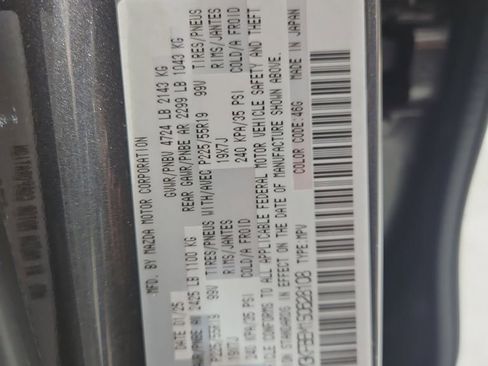 MFD. BY MAZDA MOTOR CORPORATION
DATE 01/25 GVWR/PNBV 4724 LB 2143 KG
GAWR/PNBE AV 2425 LB 1100 KG REAR GAWR/PNBE AR 2299 LB 1043 KG
P225/55R19 99V TIRES/PNEUS WITH/AVEC P225/55R19 99V TIRES/PNEUS
19X7J RIMS/JANTES 19X7J RIMS/JANTES
240 KPA/35 PSI COLD/A FROID 240 KPA/35 PSI COLD/A FROID
VEHICLE CONFORMS TO ALL APPLICABLE FEDERAL MOTOR VEHICLE SAFETY AND THEFT
STANDARDS IN EFFECT ON THE DATE OF MANUFACTURE SHOWN ABOVE.
TYPE:MPV COLOR CODE:46G MADE IN JAPAN